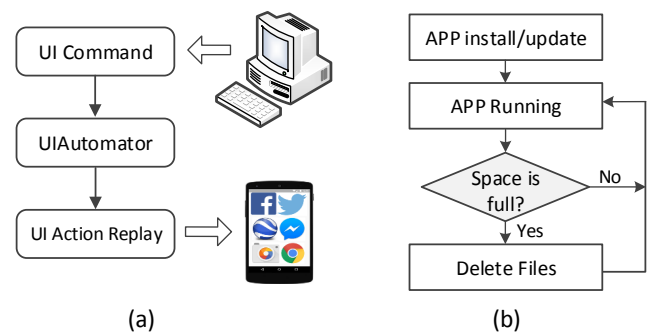 UI Command
UIAutomator
UI Action Replay
(a)
APP install/update
APP Running
Space is
full?
No
Yes
Delete Files
(b)